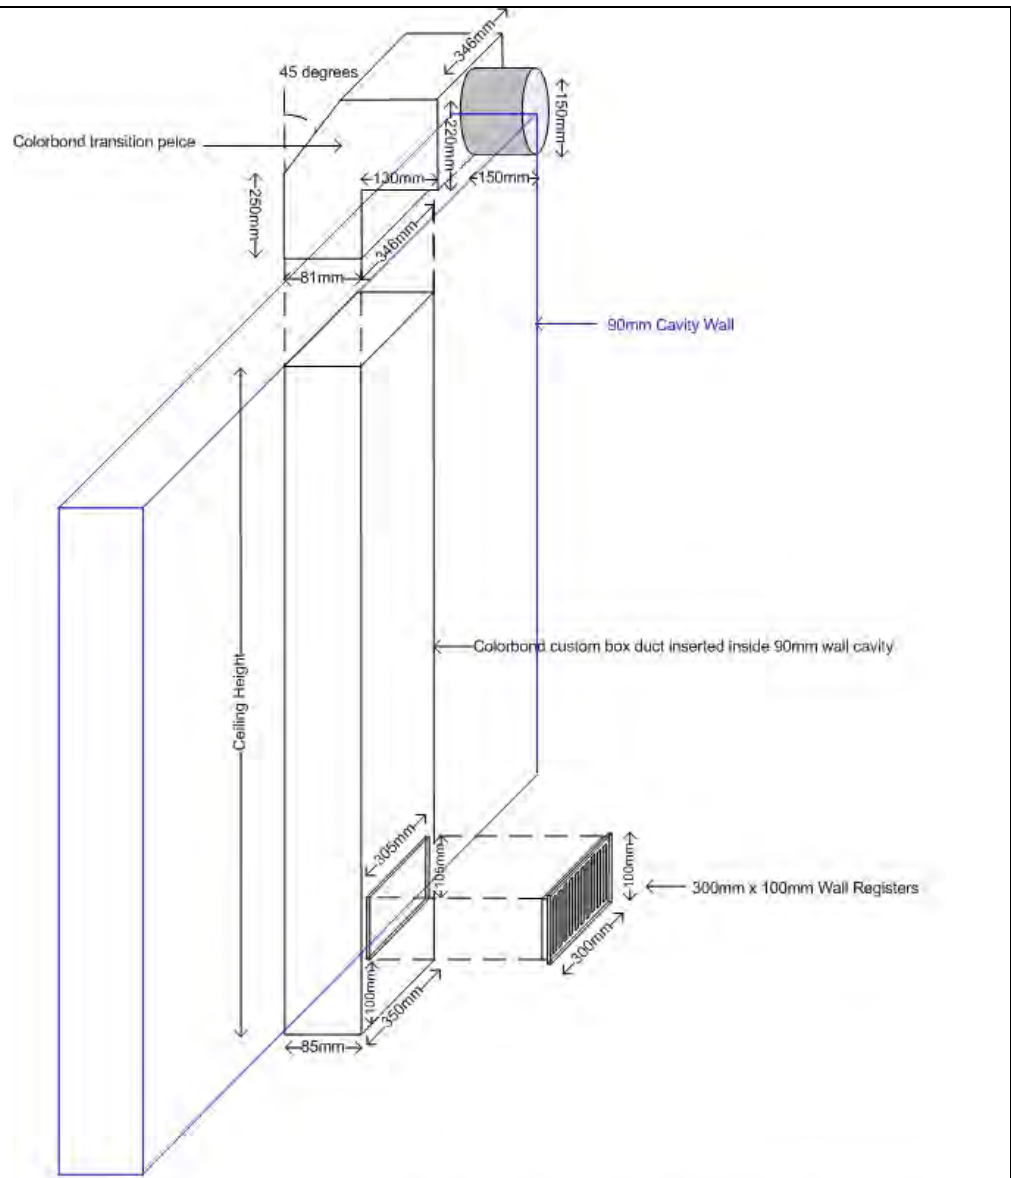 346mm
45 degrees
Colorbond transition peice
220mm
150mm
130mm
150mm
250mm
346mm
81mm
90mm Cavity Wall
Ceiling Height
Colorbond custom box duct inserted inside 90mm wall cavity
305mm
105mm
100mm
300mm x 100mm Wall Registers
300mm
100mm
350mm
85mm